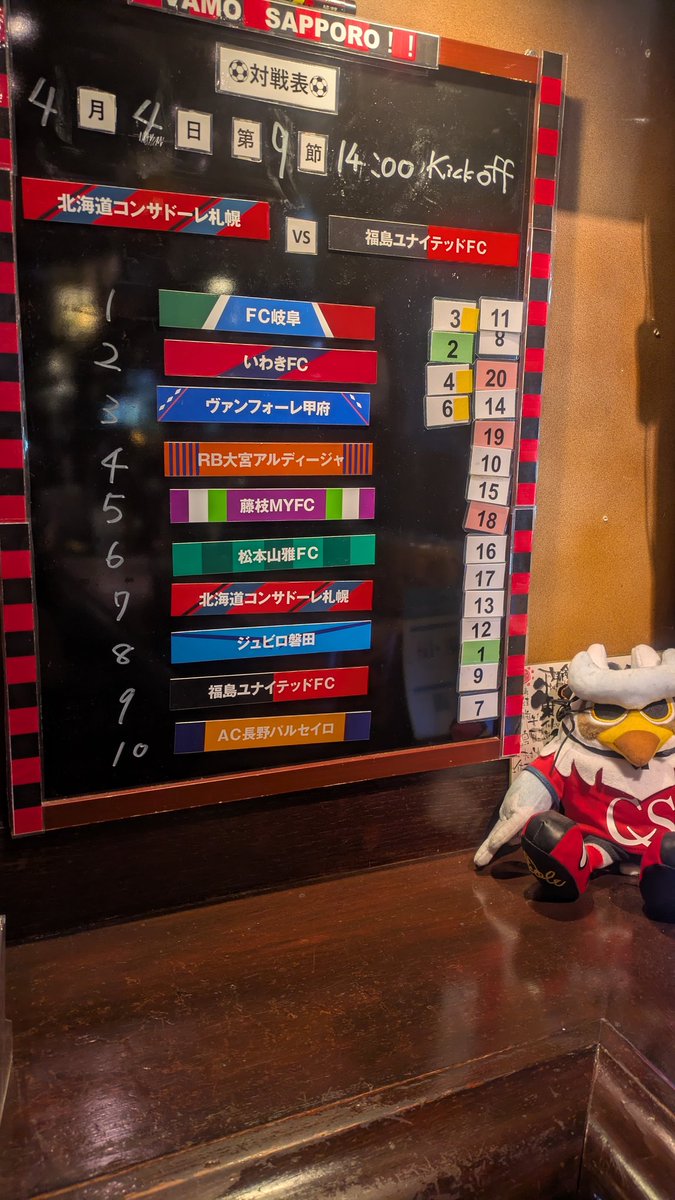 VAMO SAPPORO!!
対戦表
4月4日 第9節 14:00 Kick off
北海道コンサドーレ札幌 VS 福島ユナイテッドFC
1 FC岐阜 3 11
2 いわきFC 2 8
3 ヴァンフォーレ甲府 4 20
6 14
19
4 RB大宮アルディージャ 10
5 藤枝MYFC 15
18
6 松本山雅FC 16
17
7 北海道コンサドーレ札幌 13
8 ジュビロ磐田 12
1
9 福島ユナイテッドFC 9
7
10 AC長野パルセイロ
CS